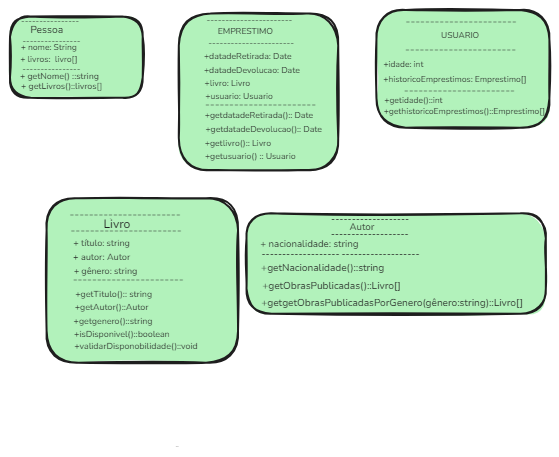 Pessoa
+ nome: String
+ livros: livro[]
+ getNome() ::string
+ getLivros()::livros[]
EMPRESTIMO
+datadeRetirada: Date
+datadeDevolucao: Date
+livro: Livro
+usuario: Usuario
+getdatadeRetirada():: Date
+getdatadeDevolucao():: Date
+getlivro():: Livro
+getusuario() :: Usuario
USUARIO
+idade: int
+historicoEmprestimos: Emprestimo[]
+getidade()::int
+gethistoricoEmprestimos()::Emprestimo[]
Livro
+ título: string
+ autor: Autor
+ gênero: string
+getTitulo():: string
+getAutor()::Autor
+getgenero()::string
+isDisponivel()::boolean
+validarDisponobilidade()::void
Autor
+ nacionalidade: string
+getNacionalidade()::string
+getObrasPublicadas()::Livro[]
+getgetObrasPublicadasPorGenero(gênero:string)::Livro[]